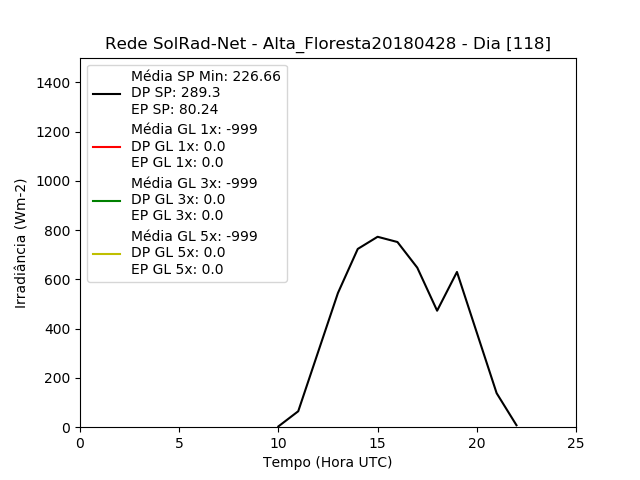 Rede SolRad-Net - Alta_Floresta20180428 - Dia [118]
Média SP Min: 226.66
DP SP: 289.3
EP SP: 80.24
Média GL 1x: -999
DP GL 1x: 0.0
EP GL 1x: 0.0
Média GL 3x: -999
DP GL 3x: 0.0
EP GL 3x: 0.0
Média GL 5x: -999
DP GL 5x: 0.0
EP GL 5x: 0.0
Irradiância (Wm-2)
1400
1200
1000
800
600
400
200
0
0 5 10 15 20 25
Tempo (Hora UTC)